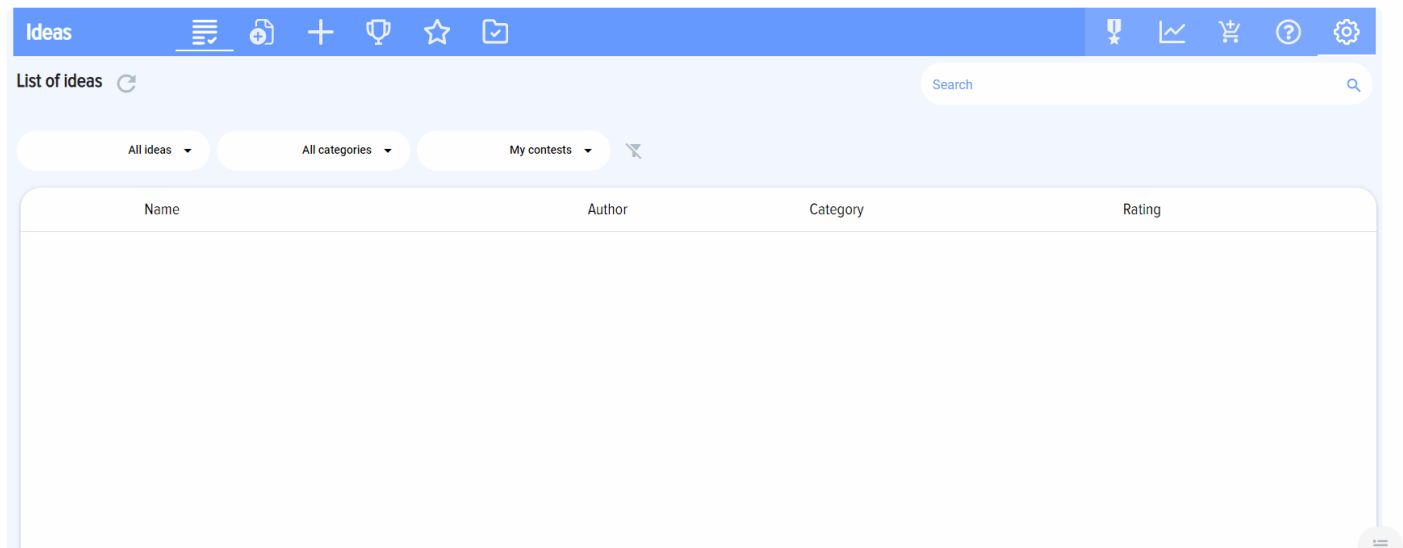 Ideas
List of ideas
Search
All ideas
All categories
My contests
Name
Author
Category
Rating